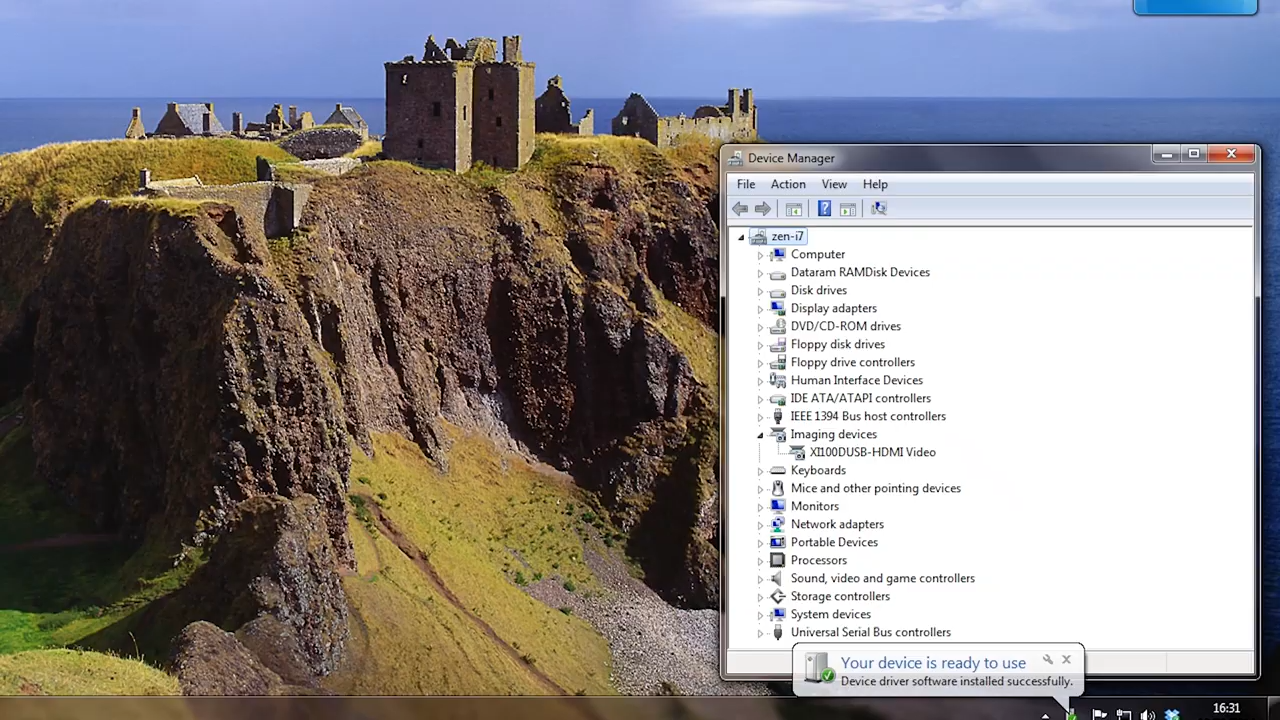 Device Manager
File Action View Help
zen-i7
Computer
Dataram RAMDisk Devices
Disk drives
Display adapters
DVD/CD-ROM drives
Floppy disk drives
Floppy drive controllers
Human Interface Devices
IDE ATA/ATAPI controllers
IEEE 1394 Bus host controllers
Imaging devices
XI100DUSB-HDMI Video
Keyboards
Mice and other pointing devices
Monitors
Network adapters
Portable Devices
Processors
Sound, video and game controllers
Storage controllers
System devices
Universal Serial Bus controllers
Your device is ready to use
Device driver software installed successfully.
16:31